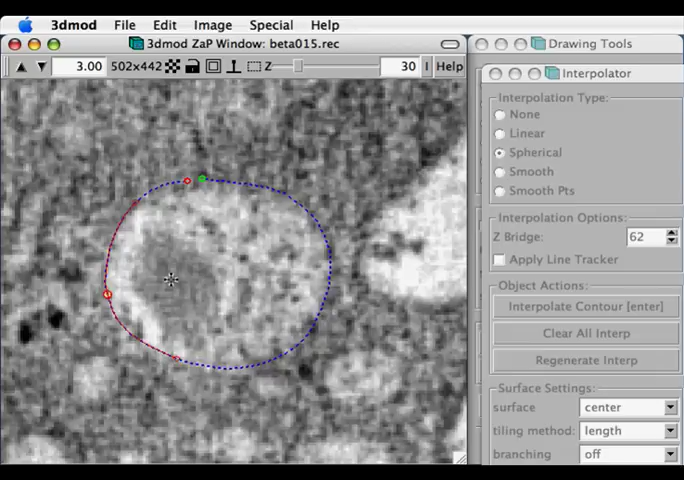 3dmod File Edit Image Special Help
3dmod ZaP Window: beta015.rec
Drawing Tools
3.00 502x442 Z 30 I Help
Interpolator
Interpolation Type:
None
Linear
Spherical
Smooth
Smooth Pts
Interpolation Options:
Z Bridge: 62
Apply Line Tracker
Object Actions:
Interpolate Contour [enter]
Clear All Interp
Regenerate Interp
Surface Settings:
surface center
tiling method: length
branching off